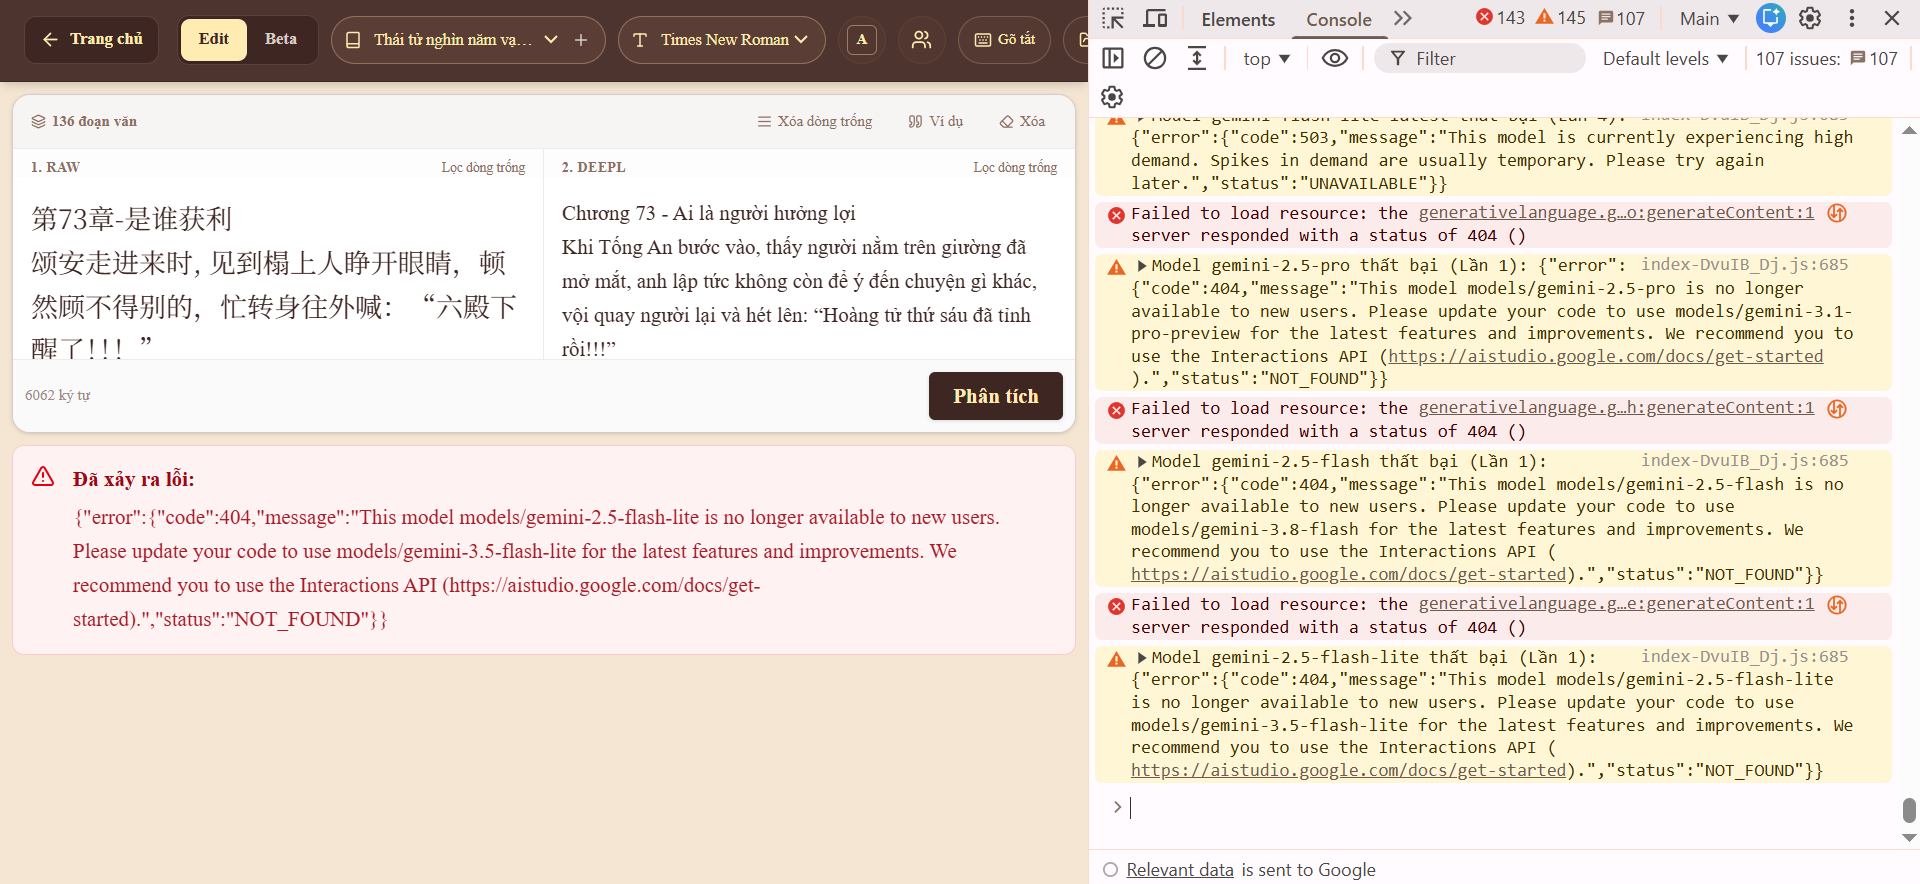 Trang chủ
Edit
Beta
Thái tử nghìn năm vạ...
Times New Roman
A
Gõ tắt
136 đoạn văn
Xóa dòng trống
Ví dụ
Xóa
1. RAW
Lọc dòng trống
2. DEEPL
Lọc dòng trống
第73章-是谁获利
颂安走进来时，见到榻上人睁开眼睛，顿
然顾不得别的，忙转身往外喊：“六殿下
醒了！！！”
Chương 73 - Ai là người hưởng lợi
Khi Tống An bước vào, thấy người nằm trên giường đã
mở mắt, anh lập tức không còn để ý đến chuyện gì khác,
vội quay người lại và hét lên: “Hoàng tử thứ sáu đã tỉnh
rồi!!!”
6062 ký tự
Phân tích
Đã xảy ra lỗi:
{"error":{"code":404,"message":"This model models/gemini-2.5-flash-lite is no longer available to new users.
Please update your code to use models/gemini-3.5-flash-lite for the latest features and improvements. We
recommend you to use the Interactions API (https://aistudio.google.com/docs/get-
started).","status":"NOT_FOUND"}}
Elements
Console
143
145
107
Main
top
Filter
Default levels
107 issues:
107
Model gemini-flash-lite-latest thất bại (Lần 4): index-DvuIB_Dj.js:685
{"error":{"code":503,"message":"This model is currently experiencing high
demand. Spikes in demand are usually temporary. Please try again
later.","status":"UNAVAILABLE"}}
Failed to load resource: the generativelanguage.g…o:generateContent:1
server responded with a status of 404 ()
Model gemini-2.5-pro thất bại (Lần 1): {"error": index-DvuIB_Dj.js:685
{"code":404,"message":"This model models/gemini-2.5-pro is no longer
available to new users. Please update your code to use models/gemini-3.1-
pro-preview for the latest features and improvements. We recommend you to
use the Interactions API (https://aistudio.google.com/docs/get-started
).","status":"NOT_FOUND"}}
Failed to load resource: the generativelanguage.g…h:generateContent:1
server responded with a status of 404 ()
Model gemini-2.5-flash thất bại (Lần 1): index-DvuIB_Dj.js:685
{"error":{"code":404,"message":"This model models/gemini-2.5-flash is no
longer available to new users. Please update your code to use
models/gemini-3.8-flash for the latest features and improvements. We
recommend you to use the Interactions API (
https://aistudio.google.com/docs/get-started).","status":"NOT_FOUND"}}
Failed to load resource: the generativelanguage.g…e:generateContent:1
server responded with a status of 404 ()
Model gemini-2.5-flash-lite thất bại (Lần 1): index-DvuIB_Dj.js:685
{"error":{"code":404,"message":"This model models/gemini-2.5-flash-lite
is no longer available to new users. Please update your code to use
models/gemini-3.5-flash-lite for the latest features and improvements. We
recommend you to use the Interactions API (
https://aistudio.google.com/docs/get-started).","status":"NOT_FOUND"}}
Relevant data is sent to Google